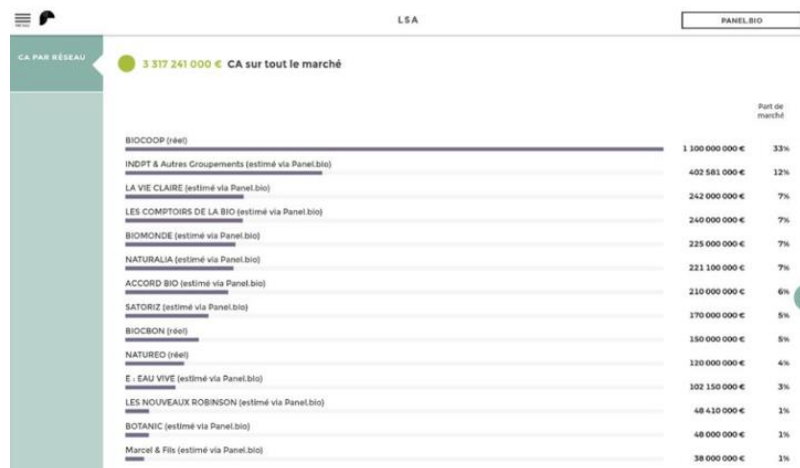 LSA
PANEL.BIO
CA PAR RÉSEAU
3 317 241 000 € CA sur tout le marché
Part de
marché
BIOCOOP (réel)
1 100 000 000 € 33%
INDPT & Autres Groupements (estimé via Panel.bio)
402 581 000 € 12%
LA VIE CLAIRE (estimé via Panel.bio)
242 000 000 € 7%
LES COMPTOIRS DE LA BIO (estimé via Panel.bio)
240 000 000 € 7%
BIOMONDE (estimé via Panel.bio)
225 000 000 € 7%
NATURALIA (estimé via Panel.bio)
221 100 000 € 7%
ACCORD BIO (estimé via Panel.bio)
210 000 000 € 6%
SATORIZ (estimé via Panel.bio)
170 000 000 € 5%
BIOCBON (réel)
150 000 000 € 5%
NATUREO (réel)
120 000 000 € 4%
E : EAU VIVE (estimé via Panel.bio)
102 150 000 € 3%
LES NOUVEAUX ROBINSON (estimé via Panel.bio)
48 410 000 € 1%
BOTANIC (estimé via Panel.bio)
48 000 000 € 1%
Marcel & Fils (estimé via Panel.bio)
38 000 000 € 1%